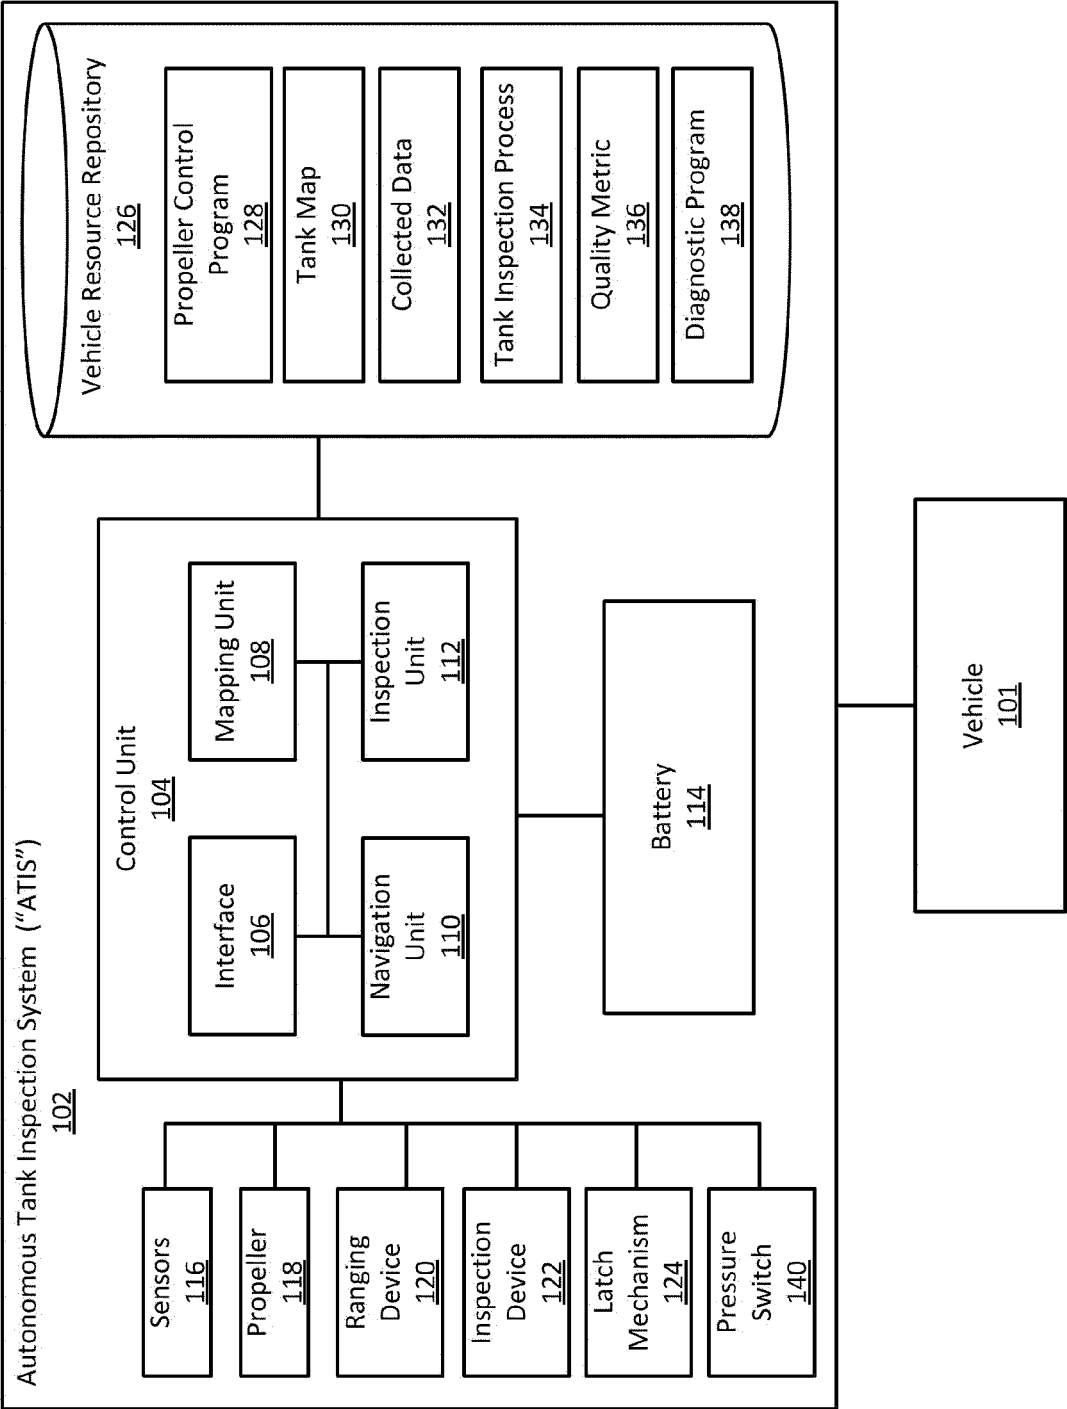 Autonomous Tank Inspection System (“ATIS”)
102
Sensors
116
Propeller
118
Ranging
Device
120
Inspection
Device
122
Latch
Mechanism
124
Pressure
Switch
140
Control Unit
104
Interface
106
Mapping Unit
108
Navigation
Unit
110
Inspection
Unit
112
Battery
114
Vehicle Resource Repository
126
Propeller Control
Program
128
Tank Map
130
Collected Data
132
Tank Inspection Process
134
Quality Metric
136
Diagnostic Program
138
Vehicle
101